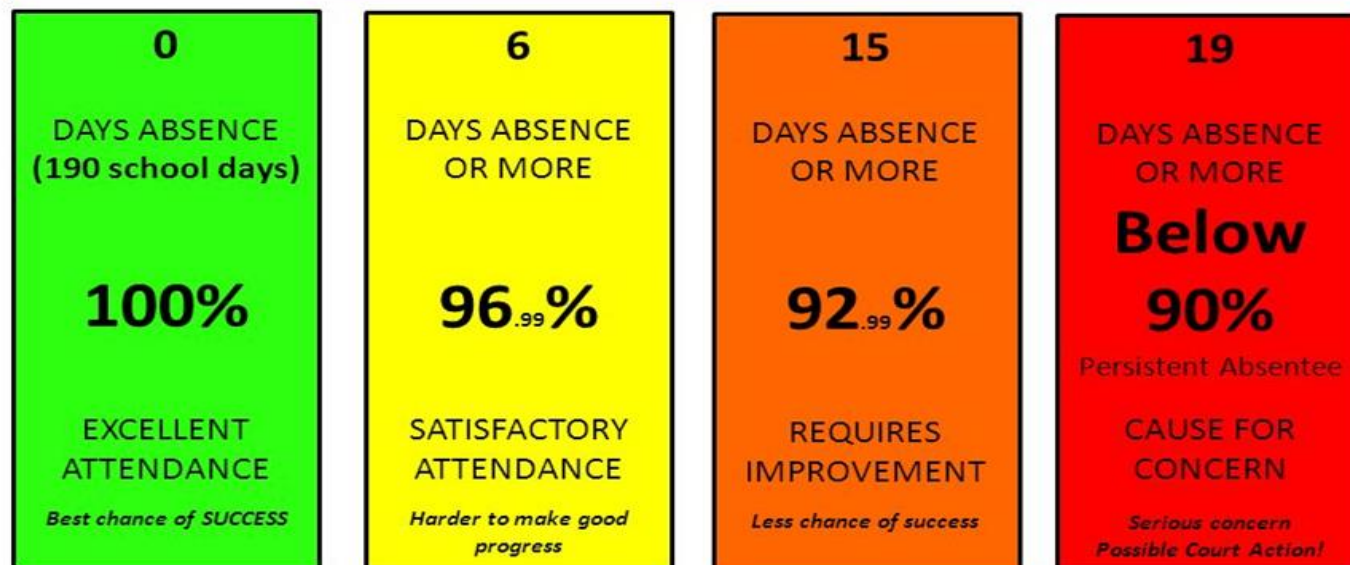 0
DAYS ABSENCE
(190 school days)
100%
EXCELLENT
ATTENDANCE
Best chance of SUCCESS
6
DAYS ABSENCE
OR MORE
96.99%
SATISFACTORY
ATTENDANCE
Harder to make good
progress
15
DAYS ABSENCE
OR MORE
92.99%
REQUIRES
IMPROVEMENT
Less chance of success
19
DAYS ABSENCE
OR MORE
Below
90%
Persistent Absentee
CAUSE FOR
CONCERN
Serious concern
Possible Court Action!